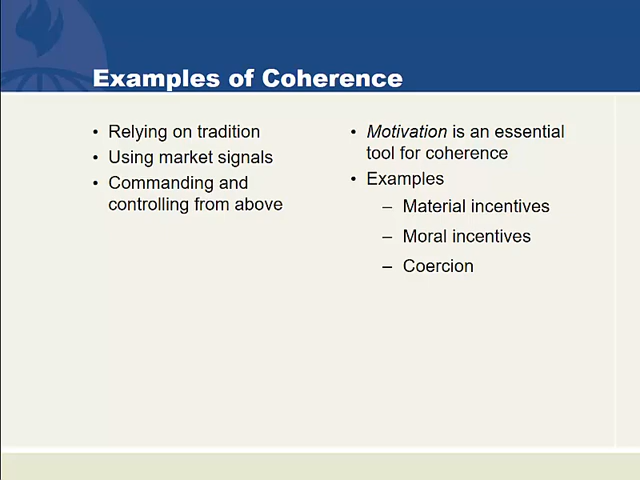 Examples of Coherence
• Relying on tradition
• Using market signals
• Commanding and
controlling from above
• Motivation is an essential
tool for coherence
• Examples
– Material incentives
– Moral incentives
– Coercion